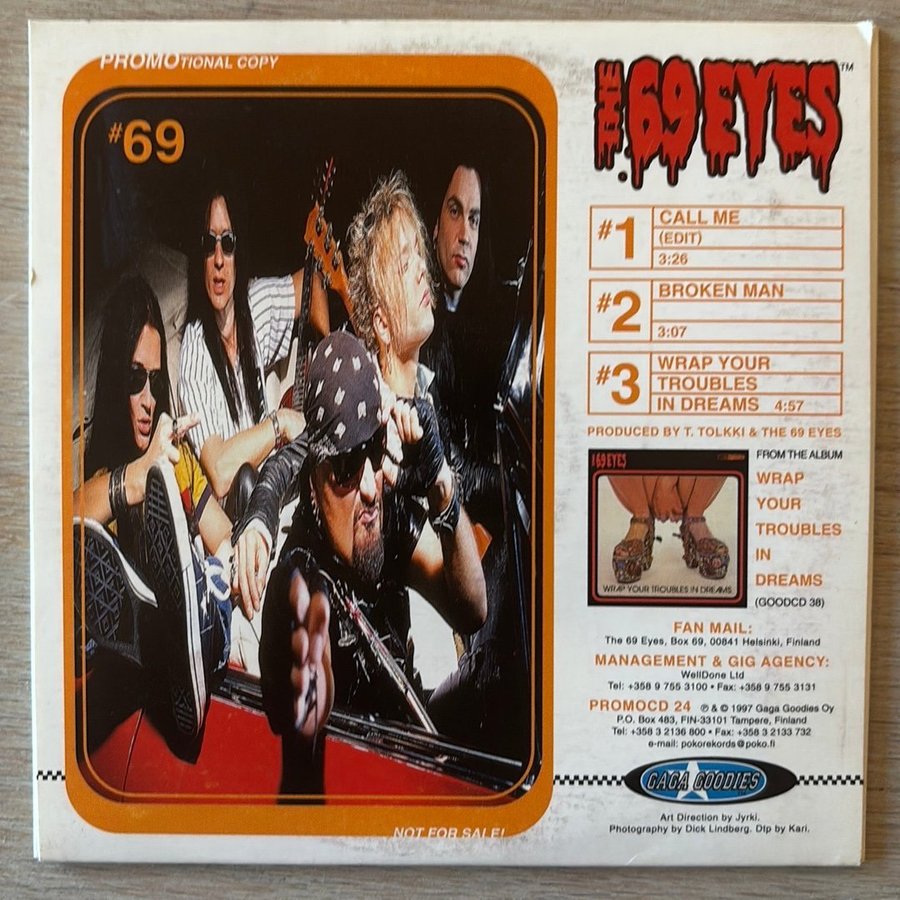 PROMOTIONAL COPY
#69
NOT FOR SALE!
THE 69 EYES™
#1
CALL ME
(EDIT)
3:26
#2
BROKEN MAN
3:07
#3
WRAP YOUR
TROUBLES
IN DREAMS 4:57
PRODUCED BY T. TOLKKI & THE 69 EYES
69 EYES
WRAP YOUR TROUBLES IN DREAMS
FROM THE ALBUM
WRAP
YOUR
TROUBLES
IN
DREAMS
(GOODCD 38)
FAN MAIL:
The 69 Eyes, Box 69, 00841 Helsinki, Finland
MANAGEMENT & GIG AGENCY:
WellDone Ltd
Tel: +358 9 755 3100 • Fax: +358 9 755 3131
PROMOCD 24 ℗ & © 1997 Gaga Goodies Oy
P.O. Box 483, FIN-33101 Tampere, Finland
Tel: +358 3 2136 800 • Fax: +358 3 2133 732
e-mail: pokorekords@poko.fi
GAGA GOODIES
Art Direction by Jyrki.
Photography by Dick Lindberg. Dtp by Kari.